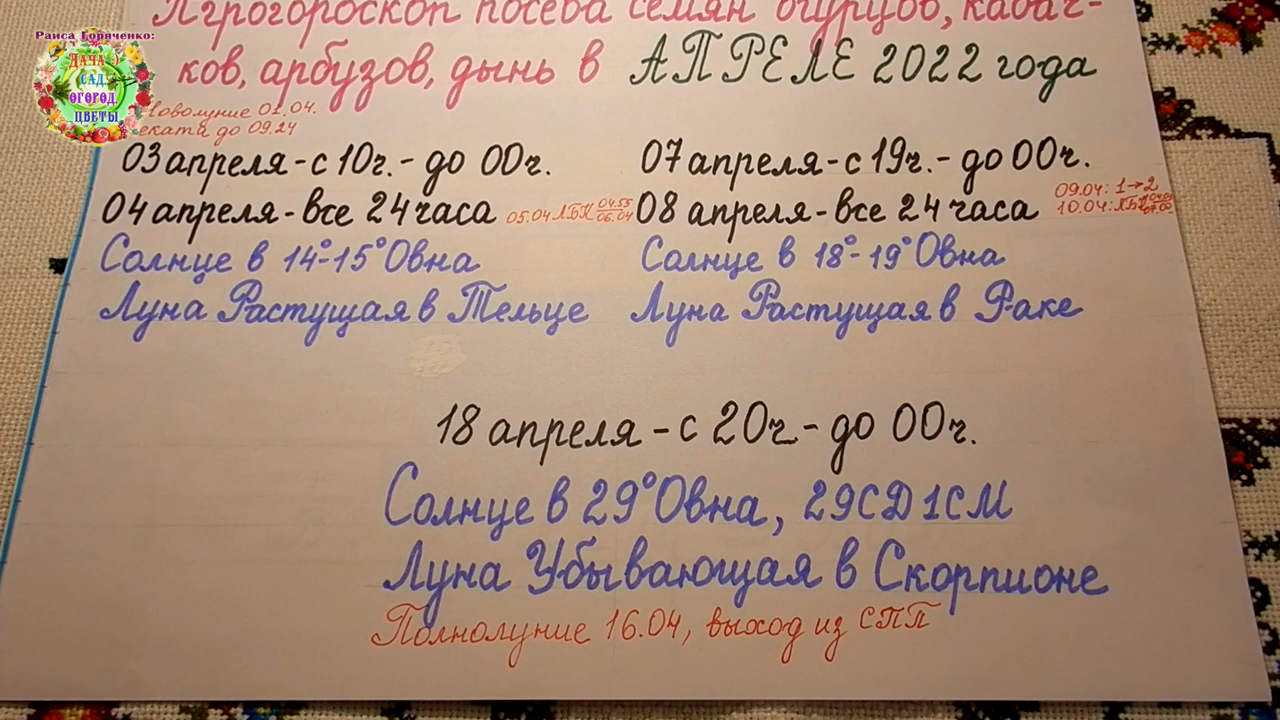 Агрогороскоп посева семян огурцов, кабач-
ков, арбузов, дынь в АПРЕЛЕ 2022 года
Раиса Горяченко:
ДАЧА :)
САД
ОГОРОД,
ЦВЕТЫ
Новолуние 01.04.
до 09.24
03 апреля - с 10ч. - до 00ч.
04 апреля - все 24 часа 05.04 ЛБК 04.55 06.04
Солнце в 14°-15° Овна
Луна Растущая в Тельце
07 апреля - с 19ч. - до 00ч.
08 апреля - все 24 часа
09.04: 1→2
10.04: ЛБК
Солнце в 18°-19° Овна
Луна Растущая в Раке
18 апреля - с 20ч. - до 00ч.
Солнце в 29° Овна, 29СД 1СМ
Луна Убывающая в Скорпионе
Полнолуние 16.04, выход из СПП